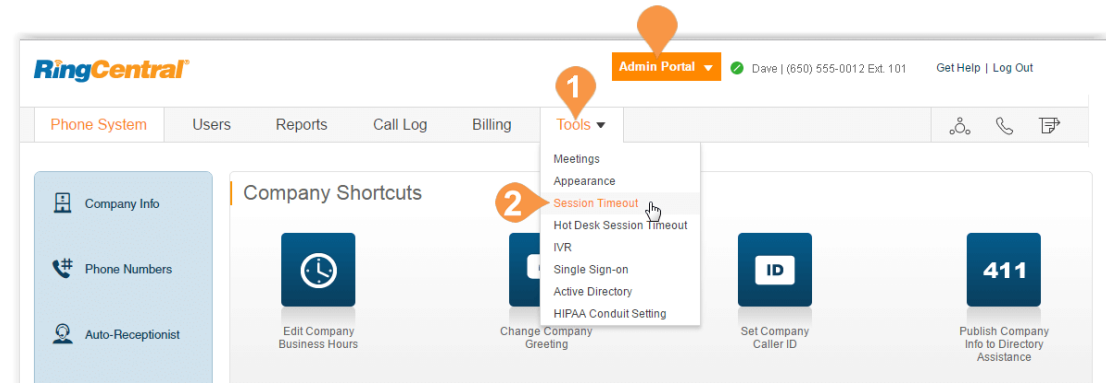 RingCentral®
Admin Portal
Dave | (650) 555-0012 Ext. 101
Get Help | Log Out
1
Phone System
Users
Reports
Call Log
Billing
Tools
Meetings
Appearance
Session Timeout
Hot Desk Session Timeout
IVR
Single Sign-on
Active Directory
HIPAA Conduit Setting
2
Company Info
Phone Numbers
Auto-Receptionist
Company Shortcuts
Edit Company
Business Hours
Change Company
Greeting
ID
Set Company
Caller ID
411
Publish Company
Info to Directory
Assistance